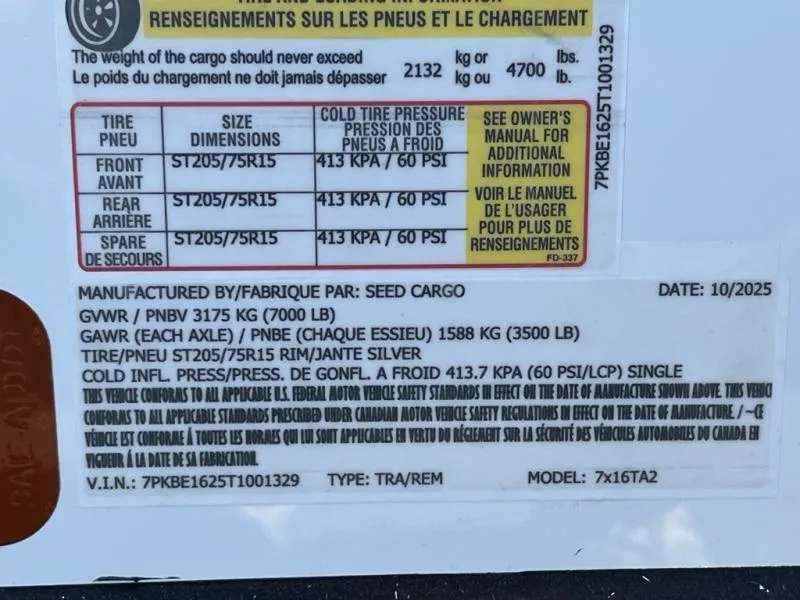 TIRE AND LOADING INFORMATION
RENSEIGNEMENTS SUR LES PNEUS ET LE CHARGEMENT
The weight of the cargo should never exceed kg or lbs.
Le poids du chargement ne doit jamais dépasser 2132 kg ou 4700 lb.
TIRE PNEU SIZE DIMENSIONS COLD TIRE PRESSURE PRESSION DES PNEUS A FROID
FRONT AVANT ST205/75R15 413 KPA / 60 PSI
REAR ARRIÈRE ST205/75R15 413 KPA / 60 PSI
SPARE DE SECOURS ST205/75R15 413 KPA / 60 PSI
SEE OWNER'S
MANUAL FOR
ADDITIONAL
INFORMATION
VOIR LE MANUEL
DE L'USAGER
POUR PLUS DE
RENSEIGNEMENTS
FD-337
7PKBE1625T1001329
MANUFACTURED BY/FABRIQUE PAR: SEED CARGO DATE: 10/2025
GVWR / PNBV 3175 KG (7000 LB)
GAWR (EACH AXLE) / PNBE (CHAQUE ESSIEU) 1588 KG (3500 LB)
TIRE/PNEU ST205/75R15 RIM/JANTE SILVER
COLD INFL. PRESS/PRESS. DE GONFL. A FROID 413.7 KPA (60 PSI/LCP) SINGLE
THIS VEHICLE CONFORMS TO ALL APPLICABLE U.S. FEDERAL MOTOR VEHICLE SAFETY STANDARDS IN EFFECT ON THE DATE OF MANUFACTURE SHOWN ABOVE. THIS VEHIC
CONFORMS TO ALL APPLICABLE STANDARDS PRESCRIBED UNDER CANADIAN MOTOR VEHICLE SAFETY REGULATIONS IN EFFECT ON THE DATE OF MANUFACTURE. / ~CE
VÉHICLE EST CONFORME À TOUTES LES NORMES QUI LUI SONT APPLICABLES EN VERTU DU RÉGLEMENT SUR LA SÉCURITÉ DES VÉHICULES AUTOMOBILES DU CANADA EN
VIGUEUR Á LA DATE DE SA FABRICATION.
V.I.N.: 7PKBE1625T1001329 TYPE: TRA/REM MODEL: 7x16TA2